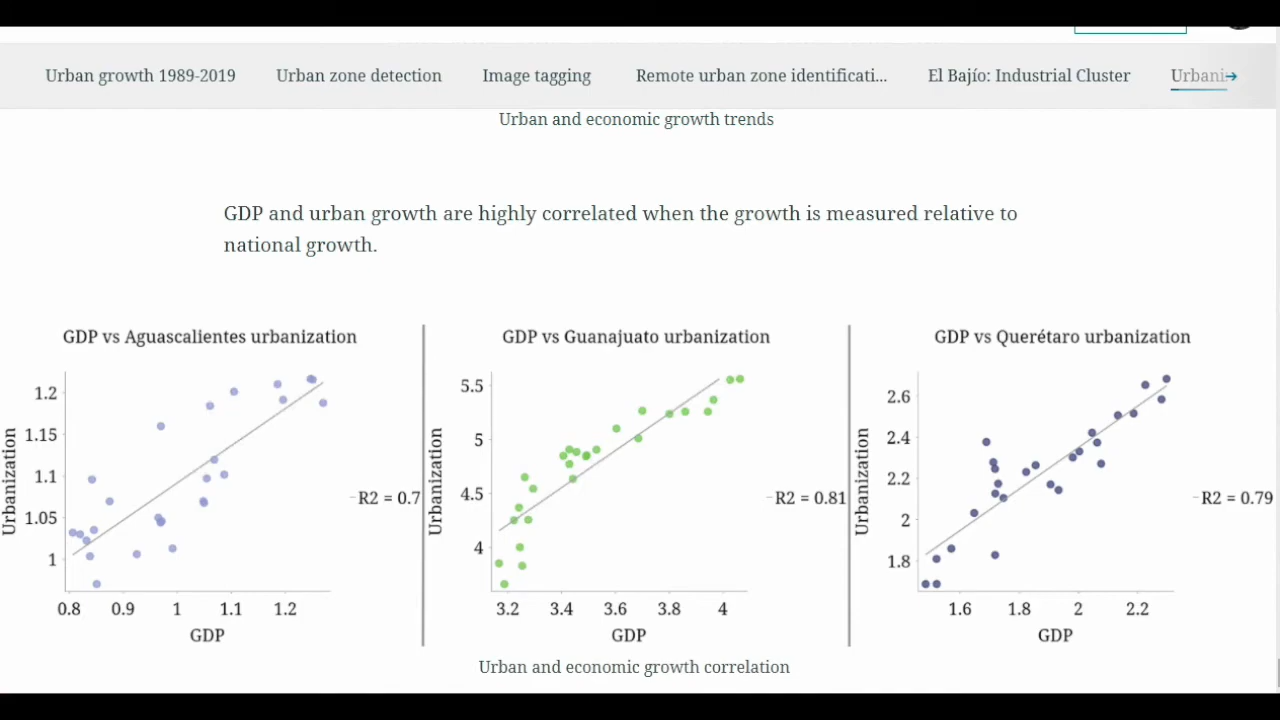 Urban growth 1989-2019 Urban zone detection Image tagging Remote urban zone identificati... El Bajío: Industrial Cluster Urbani
Urban and economic growth trends
GDP and urban growth are highly correlated when the growth is measured relative to
national growth.
GDP vs Aguascalientes urbanization
Urbanization
1.2
1.15
1.1
1.05
1
0.8 0.9 1 1.1 1.2
GDP
R2 = 0.7
GDP vs Guanajuato urbanization
Urbanization
5.5
5
4.5
4
3.2 3.4 3.6 3.8 4
GDP
R2 = 0.81
GDP vs Querétaro urbanization
Urbanization
2.6
2.4
2.2
2
1.8
1.6 1.8 2 2.2
GDP
R2 = 0.79
Urban and economic growth correlation